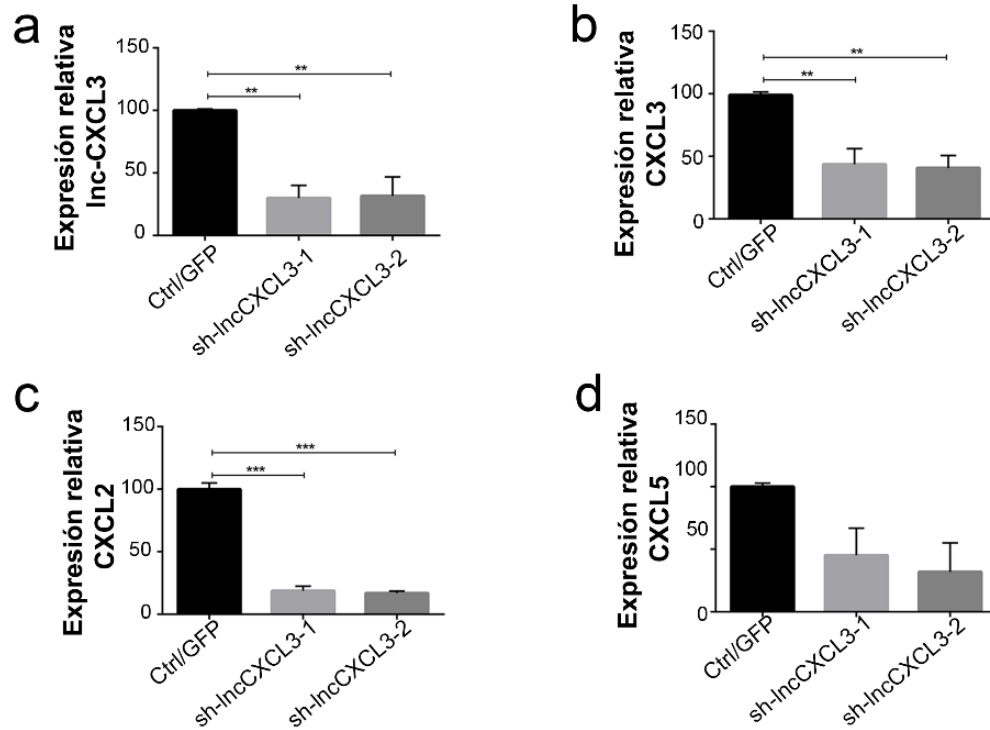 a
Expresión relativa
lnc-CXCL3
150
100
50
0
**
**
Ctrl/GFP
sh-lncCXCL3-1
sh-lncCXCL3-2
b
Expresión relativa
CXCL3
150
100
50
0
**
**
Ctrl/GFP
sh-lncCXCL3-1
sh-lncCXCL3-2
c
Expresión relativa
CXCL2
150
100
50
0
***
***
Ctrl/GFP
sh-lncCXCL3-1
sh-lncCXCL3-2
d
Expresión relativa
CXCL5
150
100
50
0
Ctrl/GFP
sh-lncCXCL3-1
sh-lncCXCL3-2